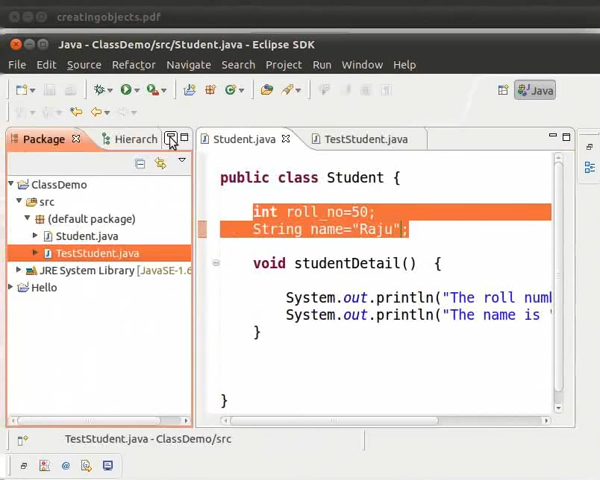 creatingobjects.pdf
Java - ClassDemo/src/Student.java - Eclipse SDK
File Edit Source Refactor Navigate Search Project Run Window Help
Java
Package Hierarch Student.java TestStudent.java
ClassDemo
src
(default package)
Student.java
TestStudent.java
JRE System Library [JavaSE-1.6
Hello
public class Student {
int roll_no=50;
String name="Raju";
void studentDetail() {
System.out.println("The roll num
System.out.println("The name is "
}
}
TestStudent.java - ClassDemo/src